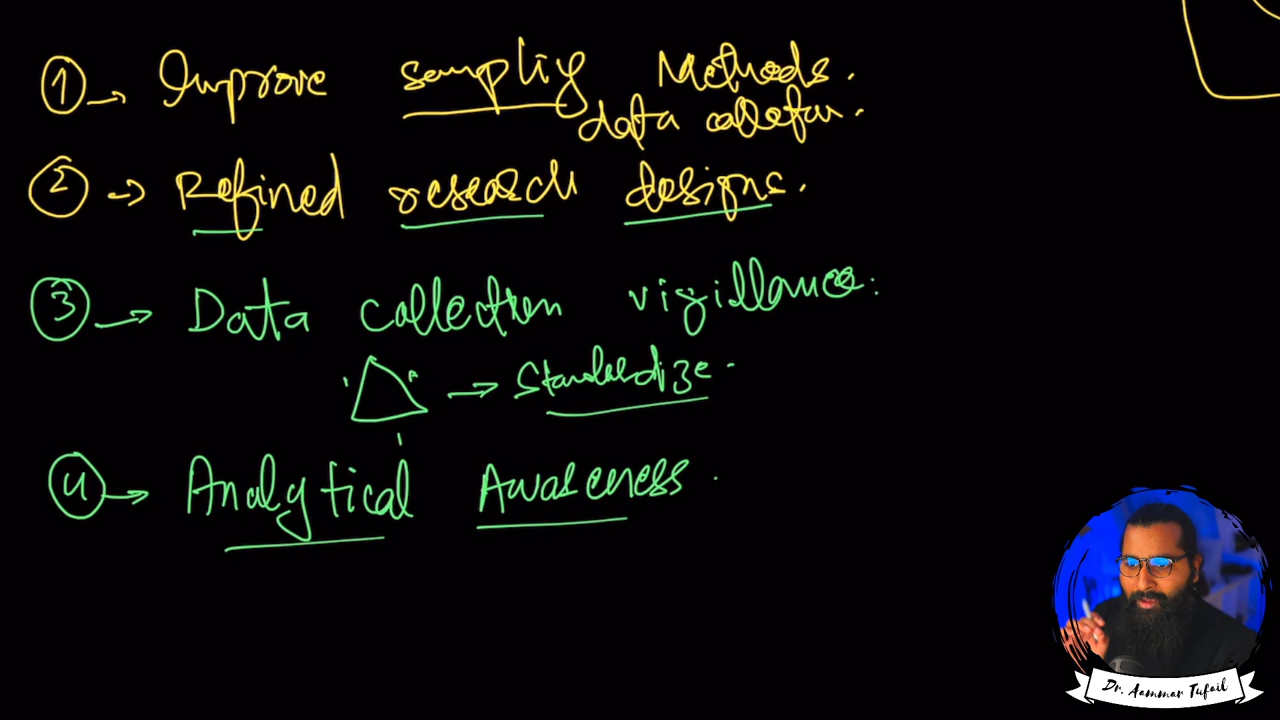 ① → Improve sampling Methods.
data collection.
② → Refined research designs.
③ → Data collection vigillance.
→ Standardize.
④ → Analytical Awareness.
Dr. Aammar Tufail